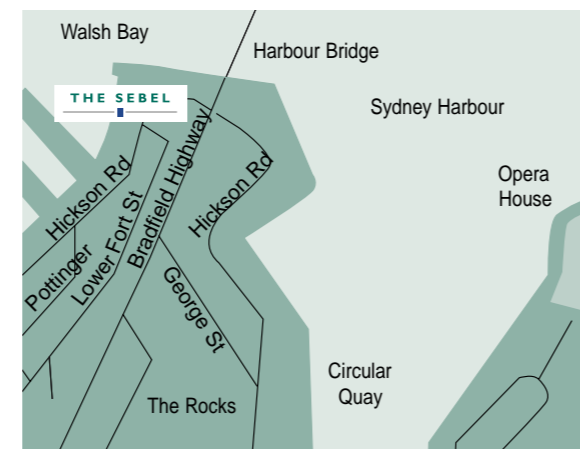 Walsh Bay
Harbour Bridge
THE SEBEL
Sydney Harbour
Opera
House
Hickson Rd
Bradfield Highway
Hickson Rd
Lower Fort St
Pottinger
George St
Circular
Quay
The Rocks